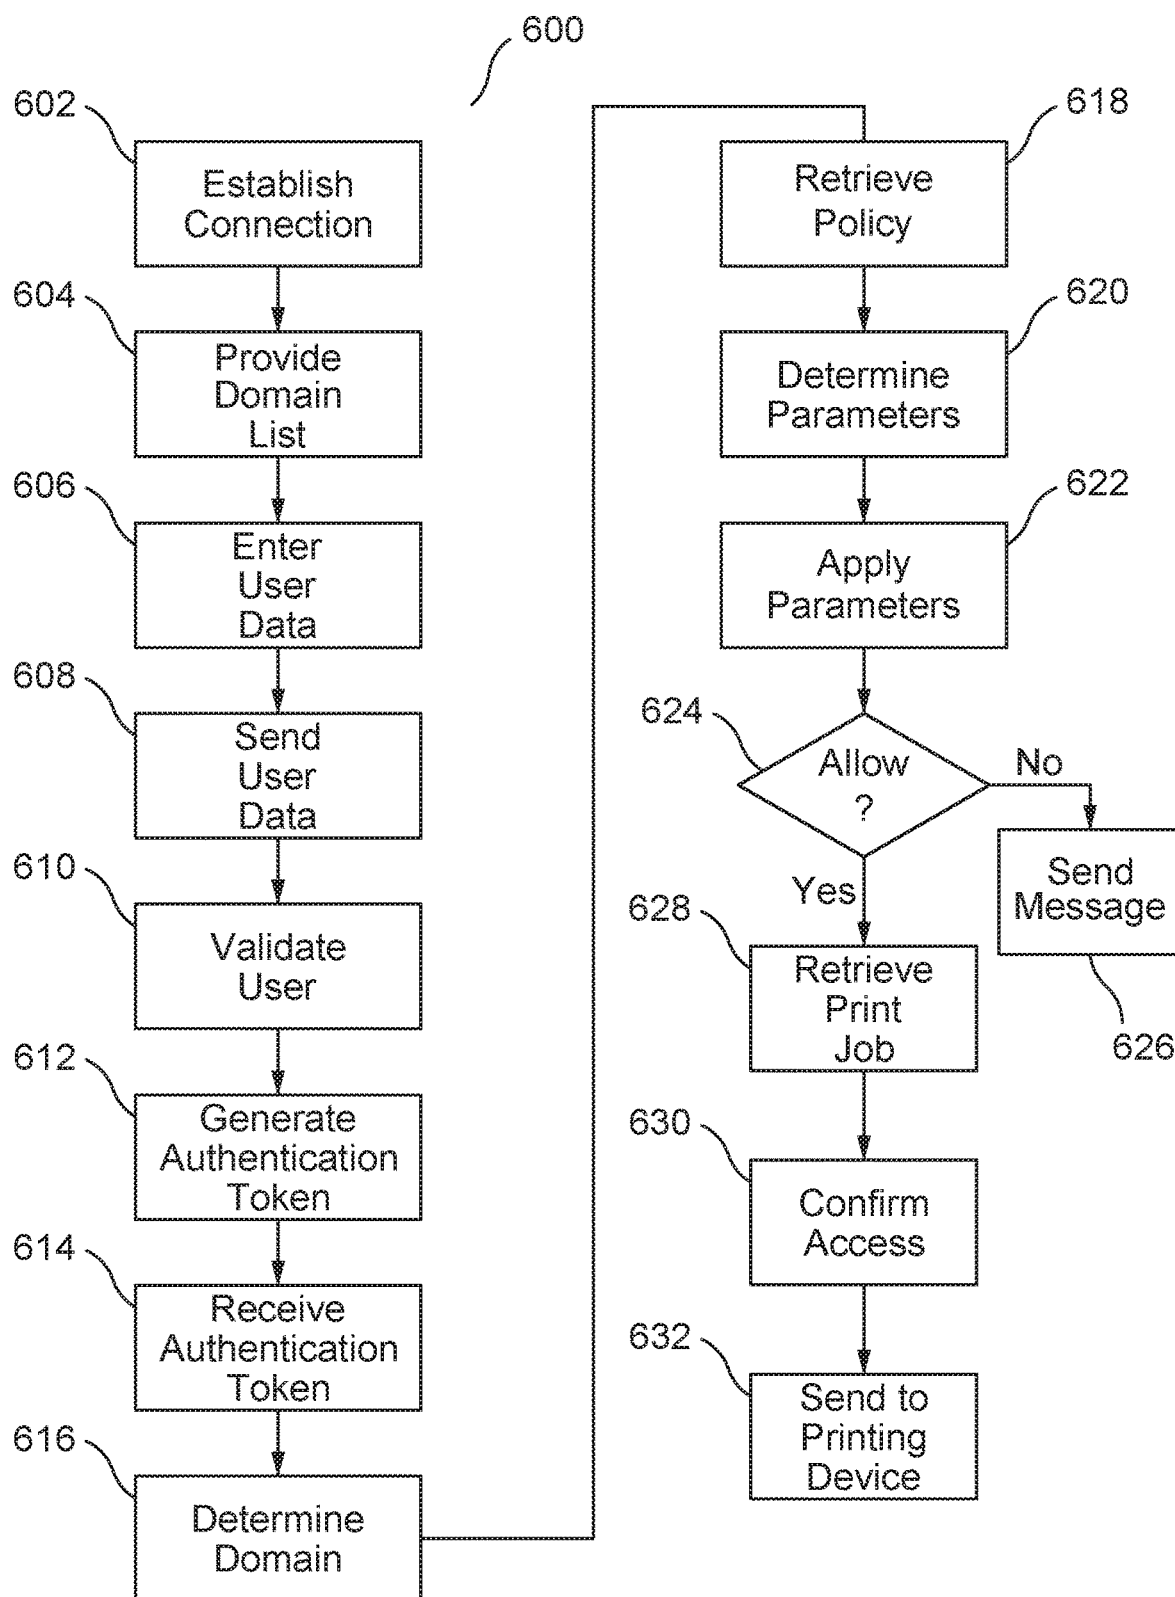 600
602
Establish
Connection
604
Provide
Domain
List
606
Enter
User
Data
608
Send
User
Data
610
Validate
User
612
Generate
Authentication
Token
614
Receive
Authentication
Token
616
Determine
Domain
618
Retrieve
Policy
620
Determine
Parameters
622
Apply
Parameters
624
Allow
?
No
Send
Message
626
Yes
628
Retrieve
Print
Job
630
Confirm
Access
632
Send to
Printing
Device